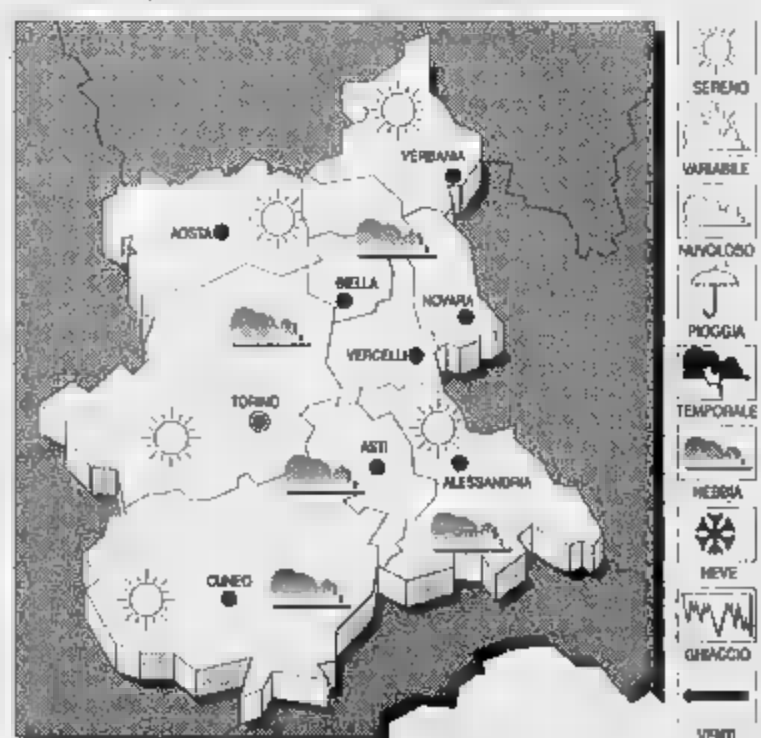 VERBANIA
AOSTA
BIELLA
NOVARA
VERCELLI
TORINO
ASTI
ALESSANDRIA
CUNEO
SERENO
VARIABILE
NUVOLOSO
PIOGGIA
TEMPORALE
NEBBIA
NEVE
GHIACCIO
VENTI